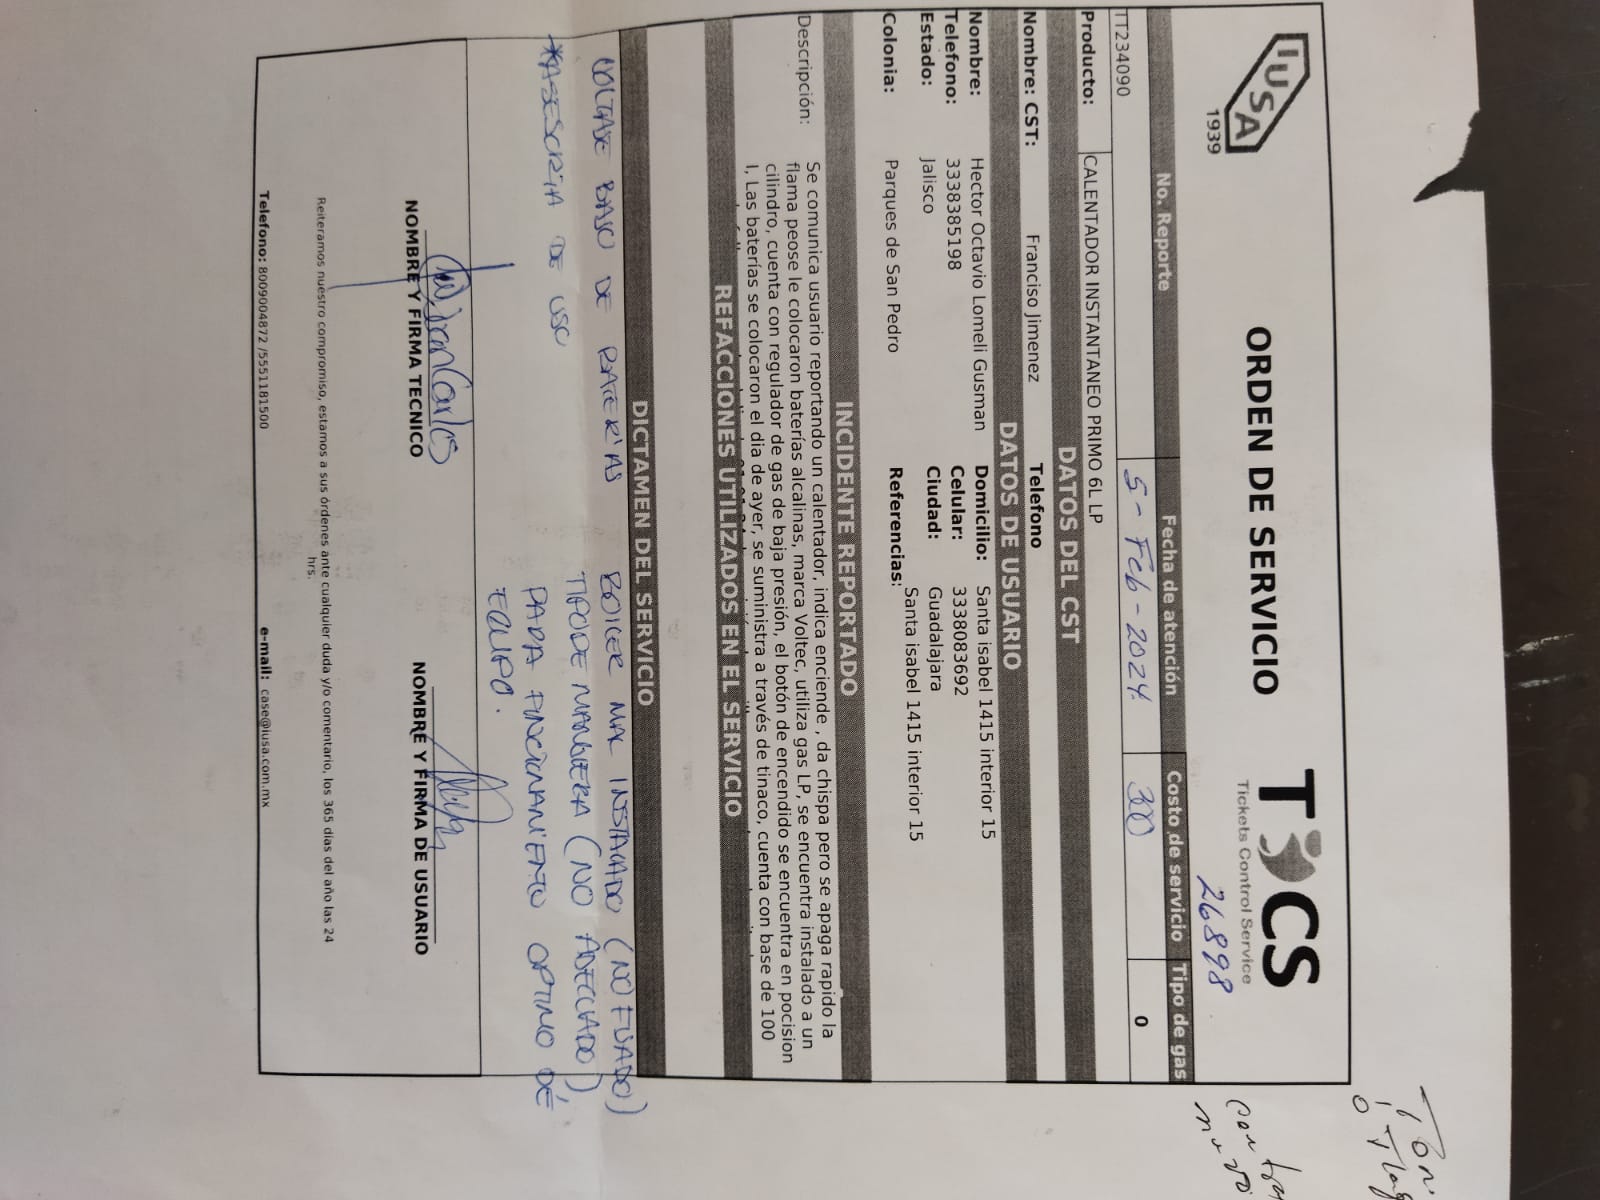 IUSA
1939
ORDEN DE SERVICIO
T CS
Tickets Control Service
26898
No. Reporte Fecha de atención Costo de servicio Tipo de gas
TT234090 5 - Feb - 2024. 300 0
Producto: CALENTADOR INSTANTANEO PRIMO 6L LP
DATOS DEL CST
Nombre: CST: Franciso Jimenez Telefono
DATOS DE USUARIO
Nombre: Hector Octavio Lomeli Gusman Domicilio: Santa isabel 1415 interior 15
Telefono: 3338385198 Celular: 3338083692
Estado: Jalisco Ciudad: Guadalajara
Colonia: Parques de San Pedro Referencias: Santa isabel 1415 interior 15
INCIDENTE REPORTADO
Descripción: Se comunica usuario reportando un calentador, indica enciende , da chispa pero se apaga rapido la
flama peose le colocaron baterías alcalinas, marca Voltec, utiliza gas LP, se encuentra instalado a un
cilindro, cuenta con regulador de gas de baja presión, el botón de encendido se encuentra en pocision
I, Las baterías se colocaron el dia de ayer, se suministra a través de tinaco, cuenta con base de 100
REFACCIONES UTILIZADOS EN EL SERVICIO
DICTAMEN DEL SERVICIO
VOLTAGE BAJO DE BATERIAS
*ASESORIA DE USO
BOILER MAL INSTALADO (NO FIJADO)
TIPO DE MANGUERA (NO ADECUADO)
PARA FUNCIONAMIENTO OPTIMO DE
EQUIPO.
Juan Carlos
NOMBRE Y FIRMA TECNICO NOMBRE Y FIRMA DE USUARIO
Reiteramos nuestro compromiso, estamos a sus órdenes ante cualquier duda y/o comentario, los 365 días del año las 24
hrs.
Telefono: 8009004872 /5551181500 e-mail: case@iusa.com.mx